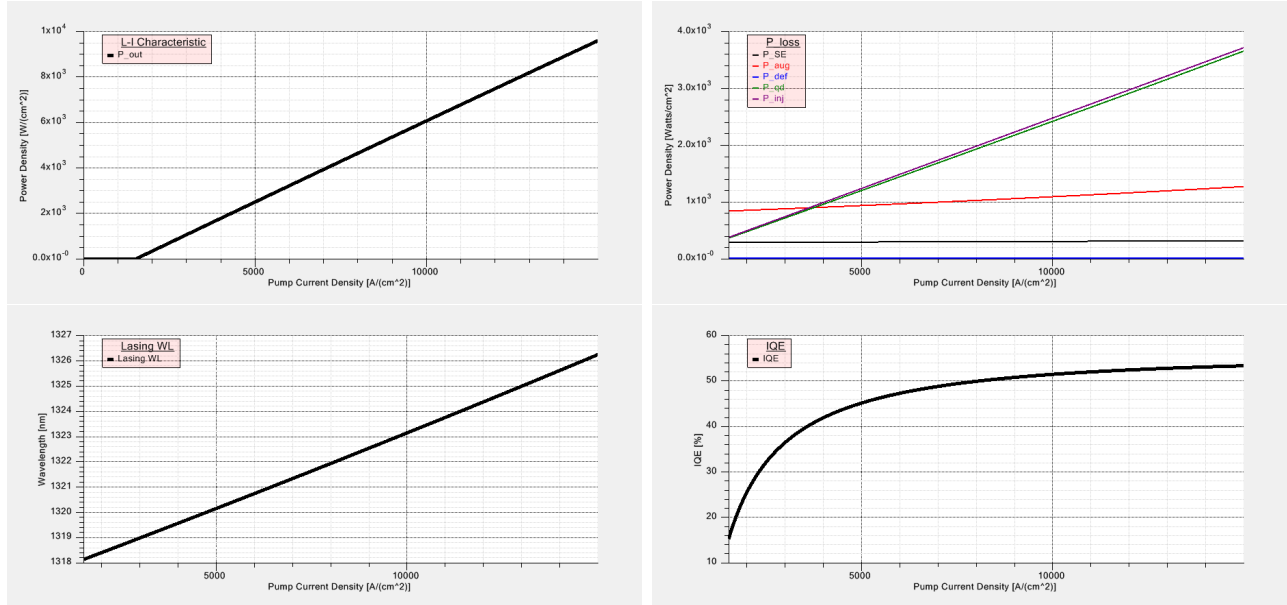 L-I Characteristic
P_out
1x10^4
8x10^3
6x10^3
4x10^3
2x10^3
0.0x10^-0
0 5000 10000
Power Density [W/(cm^2)]
Pump Current Density [A/(cm^2)]
P_loss
P_SE
P_aug
P_def
P_qd
P_inj
4.0x10^3
3.0x10^3
2.0x10^3
1x10^3
0.0x10^-0
5000 10000
Power Density [Watts/cm^2]
Pump Current Density [A/(cm^2)]
Lasing WL
Lasing WL
1327
1326
1325
1324
1323
1322
1321
1320
1319
1318
5000 10000
Wavelength [nm]
Pump Current Density [A/(cm^2)]
IQE
IQE
60
50
40
30
20
10
5000 10000
IQE [%]
Pump Current Density [A/(cm^2)]